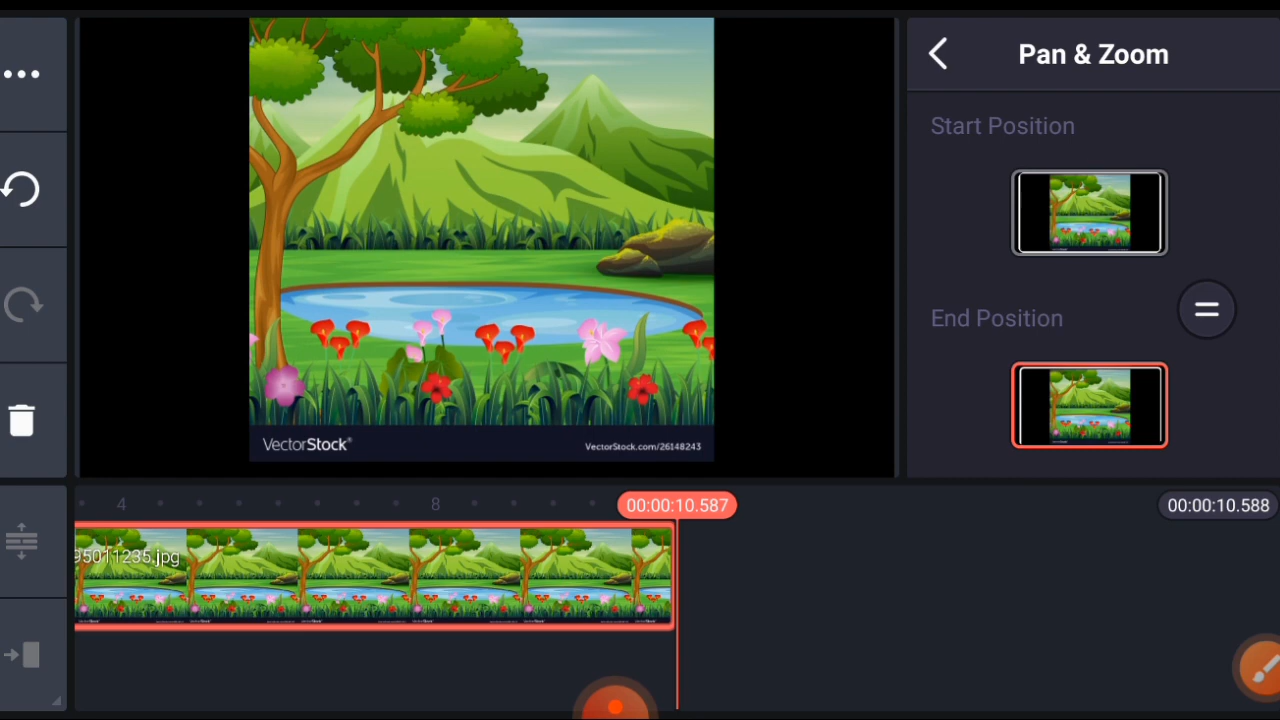 Pan & Zoom
Start Position
End Position
VectorStock®
VectorStock.com/26148243
4
8
00:00:10.587
00:00:10.588
95011235.jpg